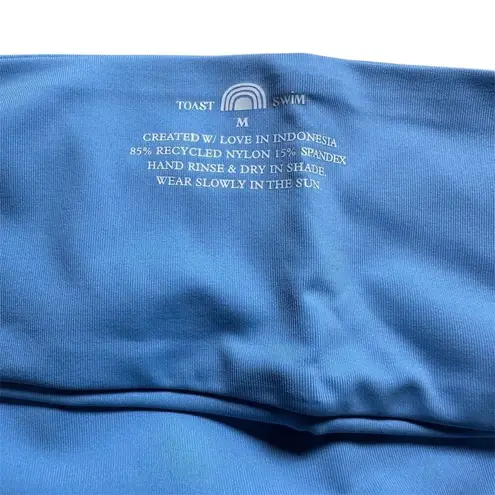 TOAST SWiM
M
CREATED W/ LOVE IN INDONESIA
85% RECYCLED NYLON 15% SPANDEX
HAND RINSE & DRY IN SHADE
WEAR SLOWLY IN THE SUN